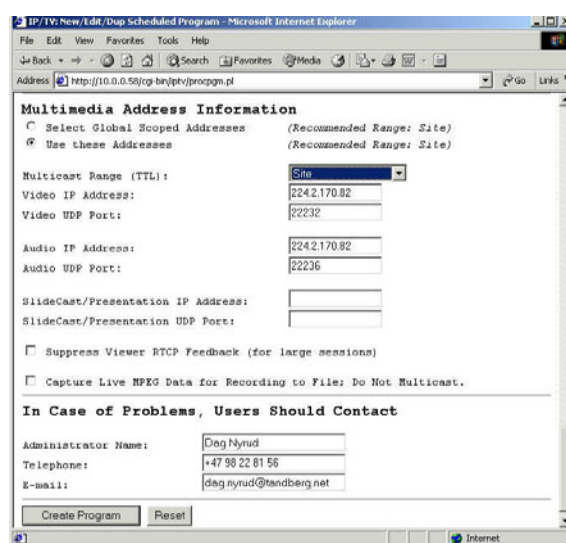 IP/TV: New/Edit/Dup Scheduled Program - Microsoft Internet Explorer
File Edit View Favorites Tools Help
Back Search Favorites Media
Address http://10.0.0.58/cgi-bin/iptv/procpgm.pl Go Links
Multimedia Address Information
Select Global Scoped Addresses (Recommended Range: Site)
Use these Addresses (Recommended Range: Site)
Multicast Range (TTL): Site
Video IP Address: 224.2.170.82
Video UDP Port: 22232
Audio IP Address: 224.2.170.82
Audio UDP Port: 22236
SlideCast/Presentation IP Address:
SlideCast/Presentation UDP Port:
Suppress Viewer RTCP Feedback (for large sessions)
Capture Live MPEG Data for Recording to File; Do Not Multicast.
In Case of Problems, Users Should Contact
Administrator Name: Dag Nyrud
Telephone: +47 98 22 81 56
E-mail: dag.nyrud@tandberg.net
Create Program Reset
Internet